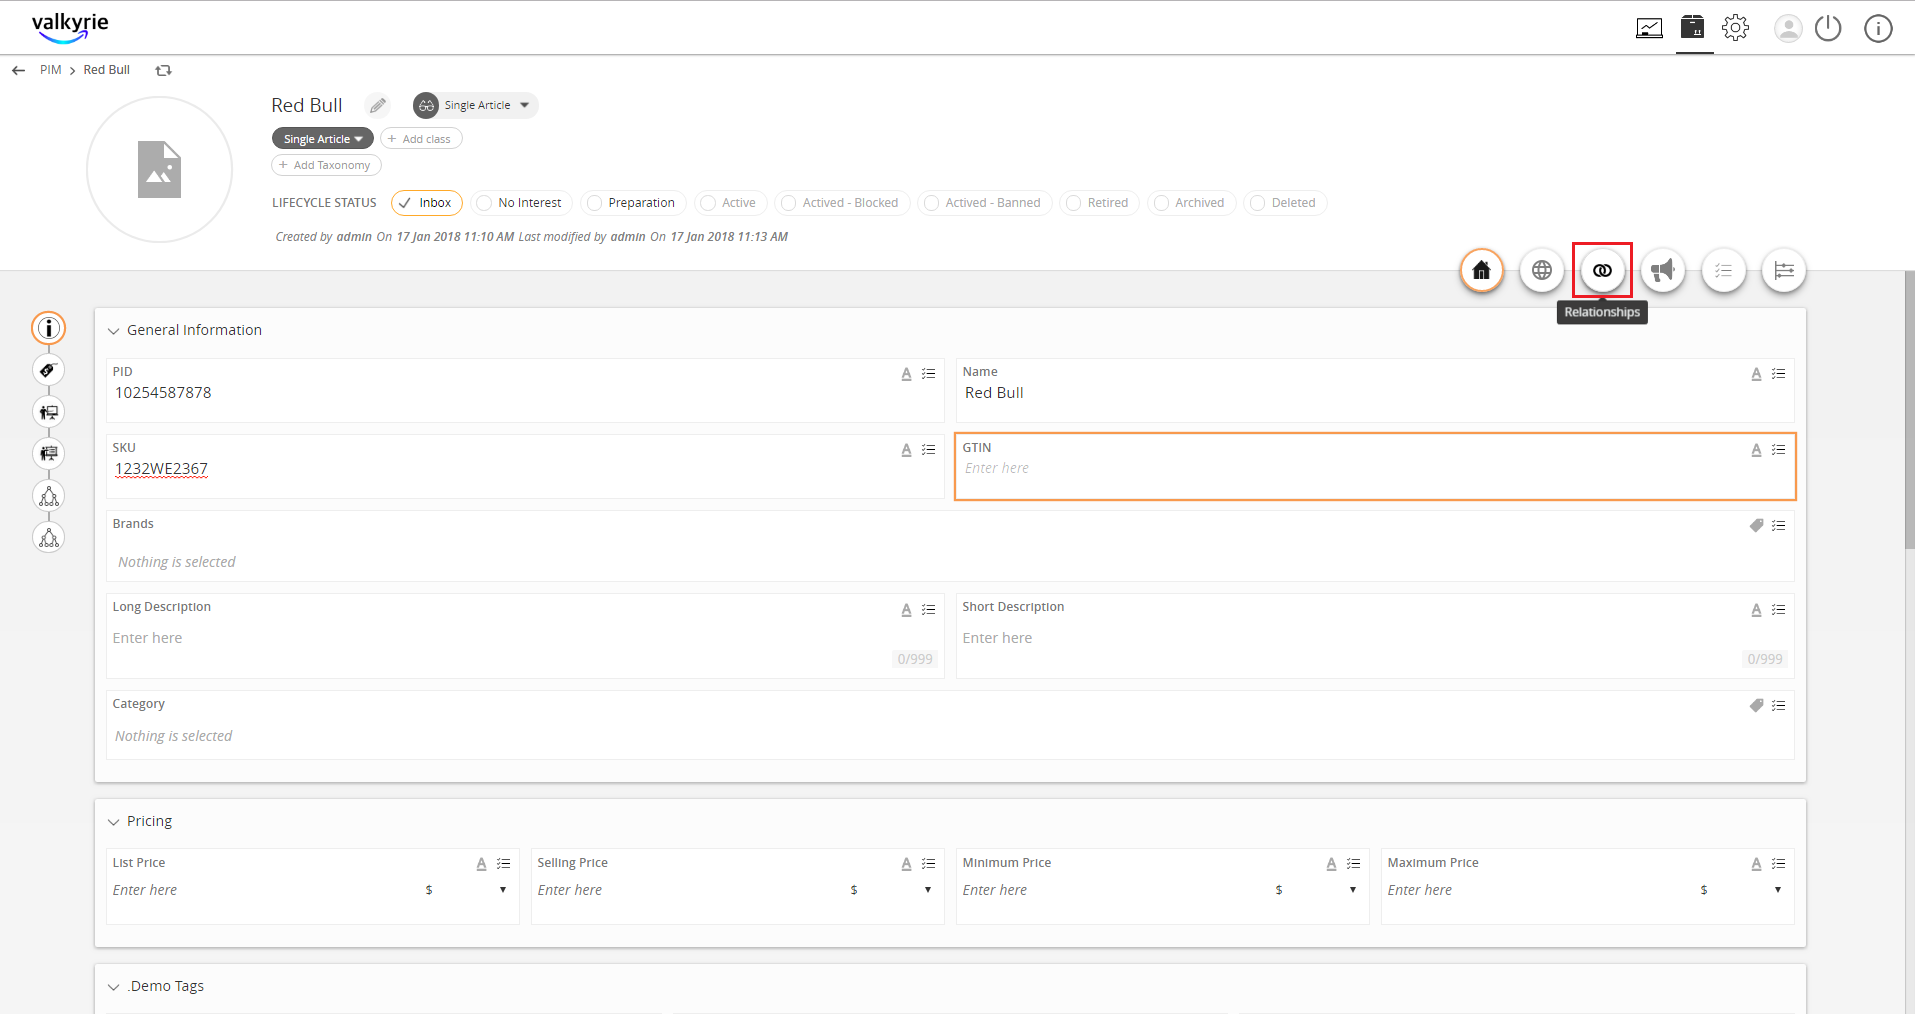 valkyrie
PIM > Red Bull
Red Bull
Single Article
Single Article
+ Add class
+ Add Taxonomy
LIFECYCLE STATUS Inbox No Interest Preparation Active Actived - Blocked Actived - Banned Retired Archived Deleted
Created by admin On 17 Jan 2018 11:10 AM Last modified by admin On 17 Jan 2018 11:13 AM
Relationships
General Information
PID
10254587878
Name
Red Bull
SKU
1232WE2367
GTIN
Enter here
Brands
Nothing is selected
Long Description
Enter here
0/999
Short Description
Enter here
0/999
Category
Nothing is selected
Pricing
List Price
Enter here $
Selling Price
Enter here $
Minimum Price
Enter here $
Maximum Price
Enter here $
.Demo Tags